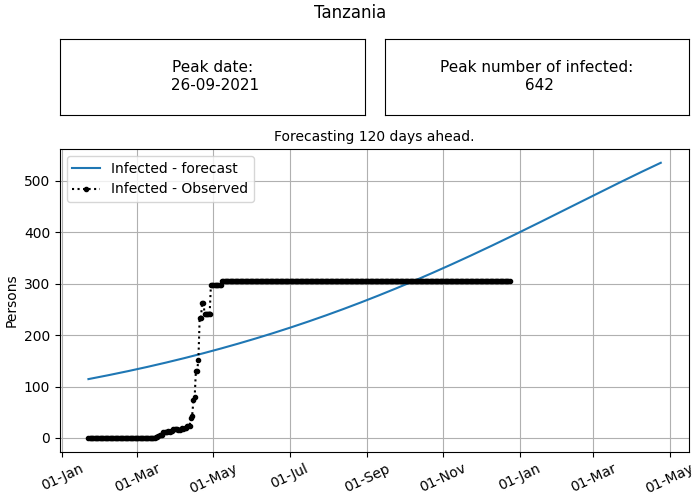 Tanzania
Peak date:
26-09-2021
Peak number of infected:
642
Forecasting 120 days ahead.
Infected - forecast
Infected - Observed
Persons
500
400
300
200
100
0
01-Jan
01-Mar
01-May
01-Jul
01-Sep
01-Nov
01-Jan
01-Mar
01-May